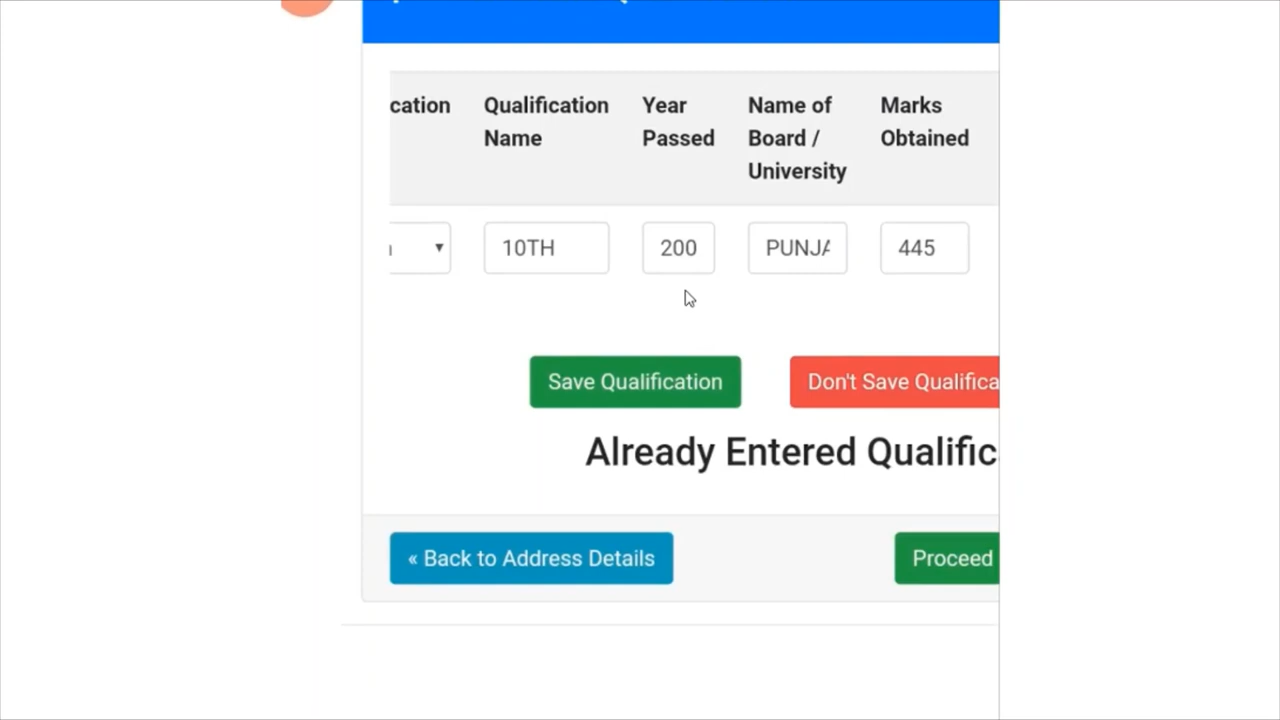 cation
Qualification Name
Year Passed
Name of Board / University
Marks Obtained
10TH
200
PUNJA
445
Save Qualification
Don't Save Qualifica
Already Entered Qualific
« Back to Address Details
Proceed